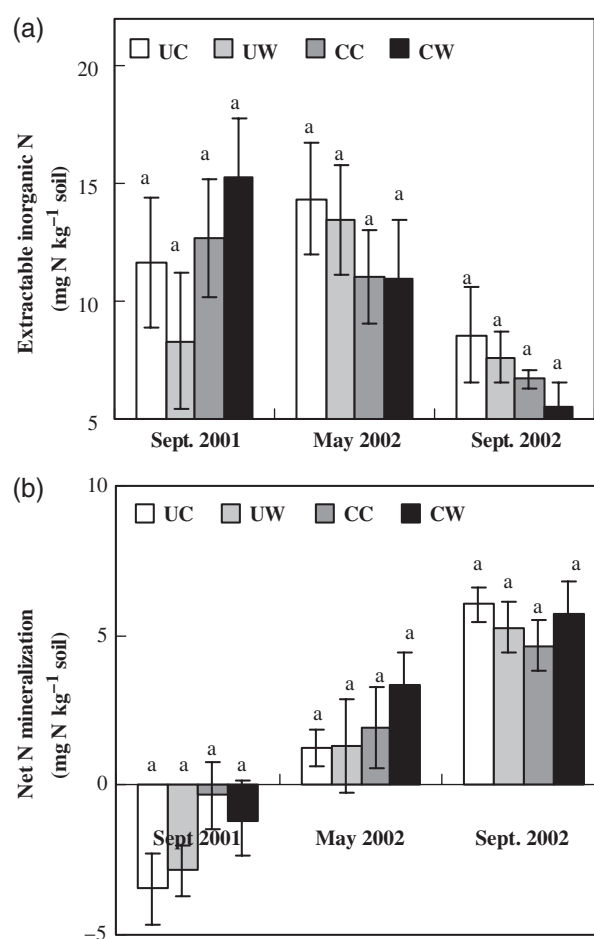 (a)
UC UW CC CW
20
15
10
5
Extractable inorganic N
(mg N kg⁻¹ soil)
a a a a a a a a a a a a
Sept. 2001 May 2002 Sept. 2002
(b)
UC UW CC CW
10
5
0
–5
Net N mineralization
(mg N kg⁻¹ soil)
a a a a a a a a a a a a
Sept 2001 May 2002 Sept. 2002